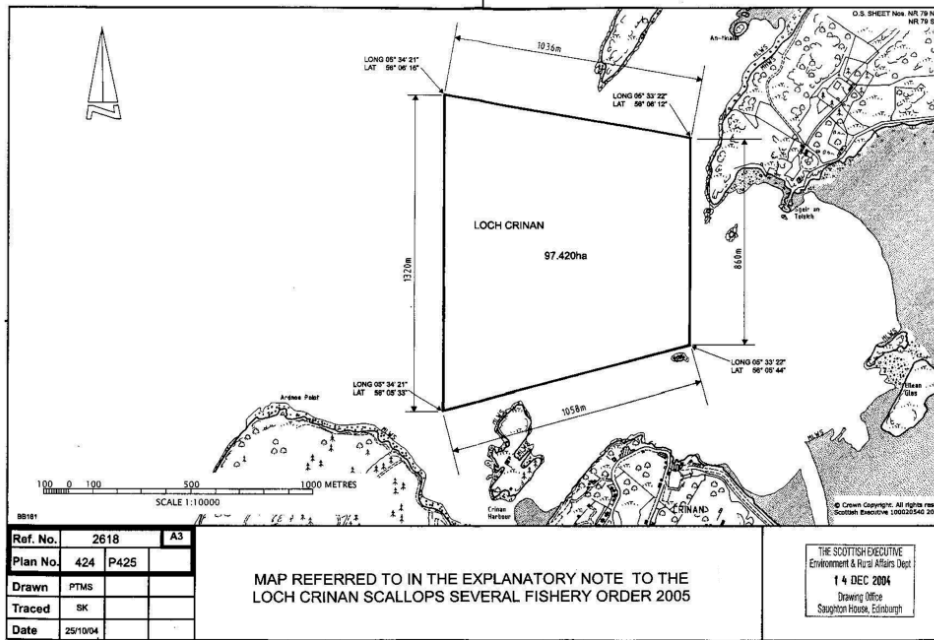 O.S. SHEET Nos. NR 79 N
NR 79 S
1036m
LONG 05° 34' 21"
LAT 56° 06' 16"
LONG 05° 33' 22"
LAT 56° 06' 12"
MLWS
MHWS
LOCH CRINAN
97.420ha
1320m
860m
LONG 05° 33' 22"
LAT 56° 05' 44"
LONG 05° 34' 21"
LAT 56° 05' 33"
1058m
Ardnoe Point
MLWS
Eilean
Glas
MLWS
100 0 100 500 1000 METRES
SCALE 1:10000
Crinan
Harbour
CRINAN
BB181
© Crown Copyright. All rights res
Scottish Executive 100020540 20
Ref. No. 2618 A3
Plan No. 424 P425
Drawn PTMS
Traced SK
Date 25/10/04
MAP REFERRED TO IN THE EXPLANATORY NOTE TO THE
LOCH CRINAN SCALLOPS SEVERAL FISHERY ORDER 2005
THE SCOTTISH EXECUTIVE
Environment & Rural Affairs Dept
14 DEC 2004
Drawing Office
Saughton House, Edinburgh